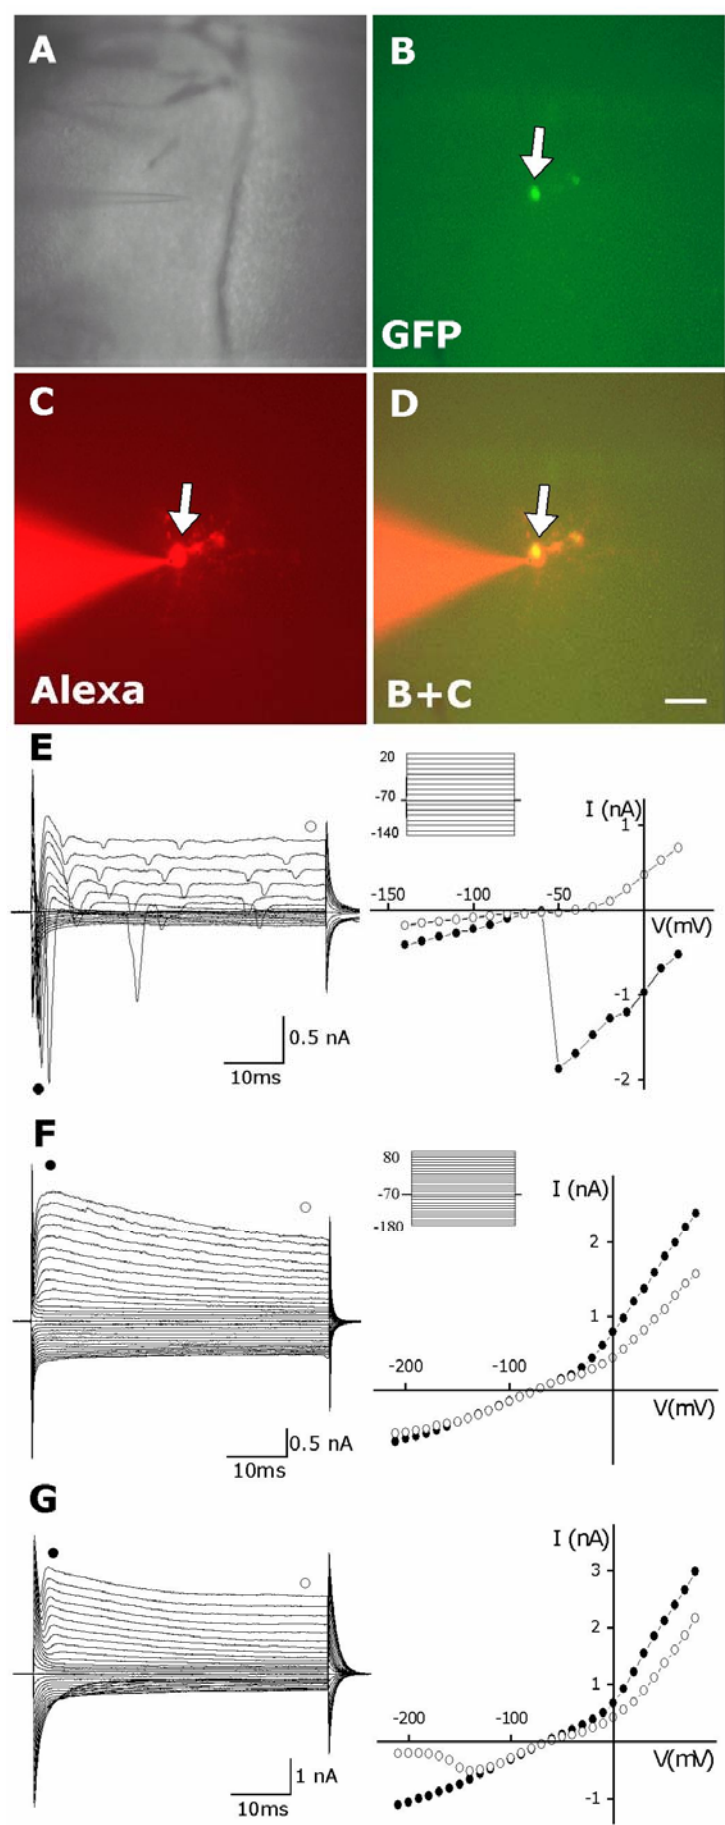 A
B
GFP
C
Alexa
D
B+C
E
20
-70
-140
I (nA)
1
-150
-100
-50
V(mV)
-1
-2
0.5 nA
10ms
F
80
-70
-180
I (nA)
2
1
-200
-100
V(mV)
0.5 nA
10ms
G
I (nA)
3
2
1
-200
-100
V(mV)
-1
1 nA
10ms